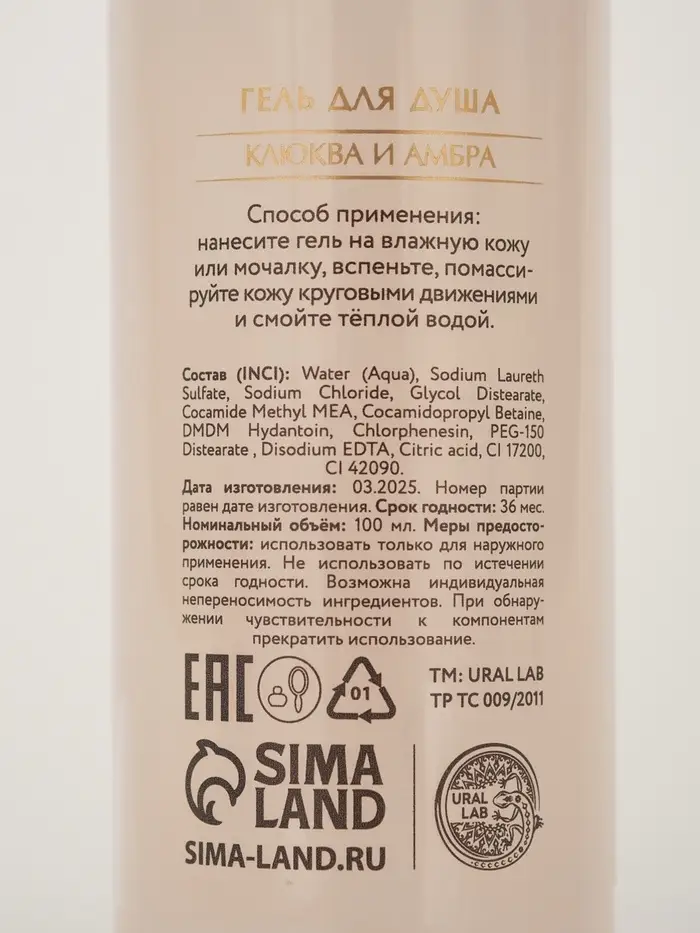 ГЕЛЬ ДЛЯ ДУША
КЛЮКВА И АМБРА
Способ применения:
нанесите гель на влажную кожу
или мочалку, вспеньте, помасси-
руйте кожу круговыми движениями
и смойте тёплой водой.
Состав (INCI): Water (Aqua), Sodium Laureth
Sulfate, Sodium Chloride, Glycol Distearate,
Cocamide Methyl MEA, Cocamidopropyl Betaine,
DMDM Hydantoin, Chlorphenesin, PEG-150
Distearate , Disodium EDTA, Citric acid, CI 17200,
CI 42090.
Дата изготовления: 03.2025. Номер партии
равен дате изготовления. Срок годности: 36 мес.
Номинальный объём: 100 мл. Меры предосто-
рожности: использовать только для наружного
применения. Не использовать по истечении
срока годности. Возможна индивидуальная
непереносимость ингредиентов. При обнару-
жении чувствительности к компонентам
прекратить использование.
EAC
01
ТМ: URAL LAB
ТР ТС 009/2011
SIMA
LAND
SIMA-LAND.RU
URAL
LAB